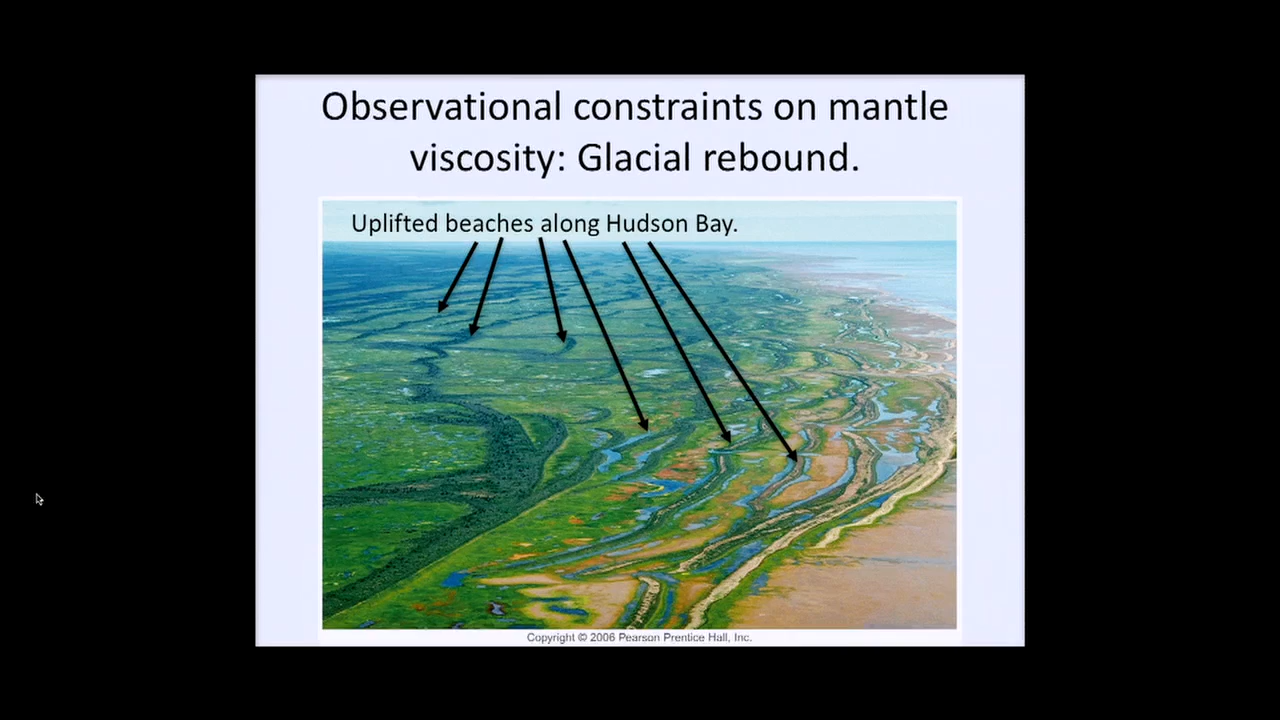 Observational constraints on mantle
viscosity: Glacial rebound.
Uplifted beaches along Hudson Bay.
Copyright © 2006 Pearson Prentice Hall, Inc.